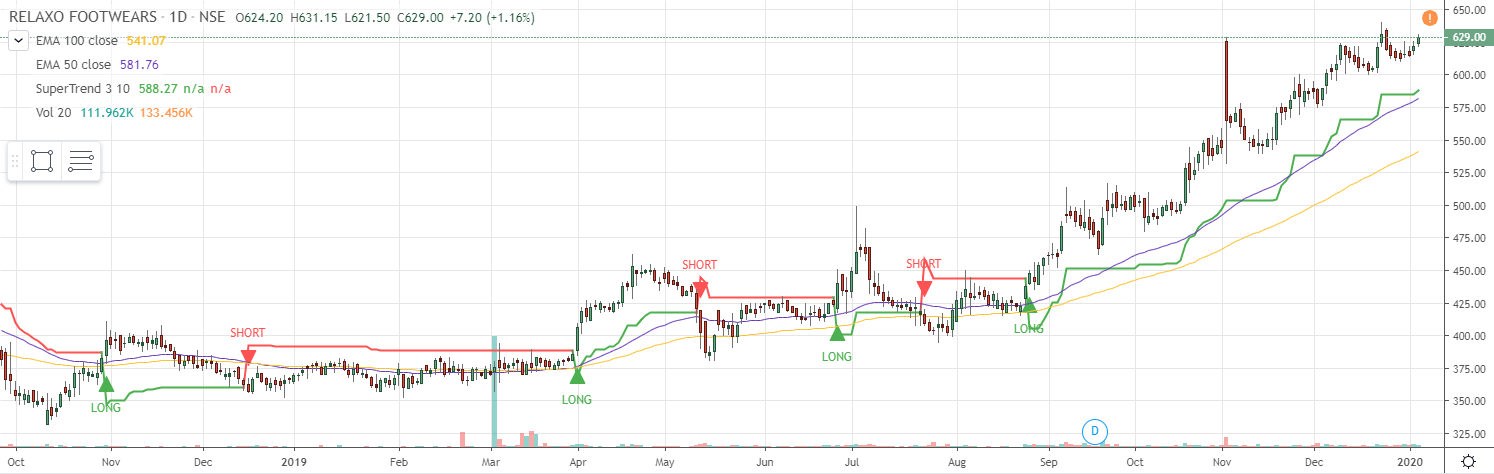 RELAXO FOOTWEARS · 1D · NSE O624.20 H631.15 L621.50 C629.00 +7.20 (+1.16%)
EMA 100 close 541.07
EMA 50 close 581.76
SuperTrend 3 10 588.27 n/a n/a
Vol 20 111.962K 133.456K
SHORT
SHORT
SHORT
LONG
LONG
LONG
LONG
D
!
650.00
629.00
600.00
575.00
550.00
525.00
500.00
475.00
450.00
425.00
400.00
375.00
350.00
325.00
Oct Nov Dec 2019 Feb Mar Apr May Jun Jul Aug Sep Oct Nov Dec 2020